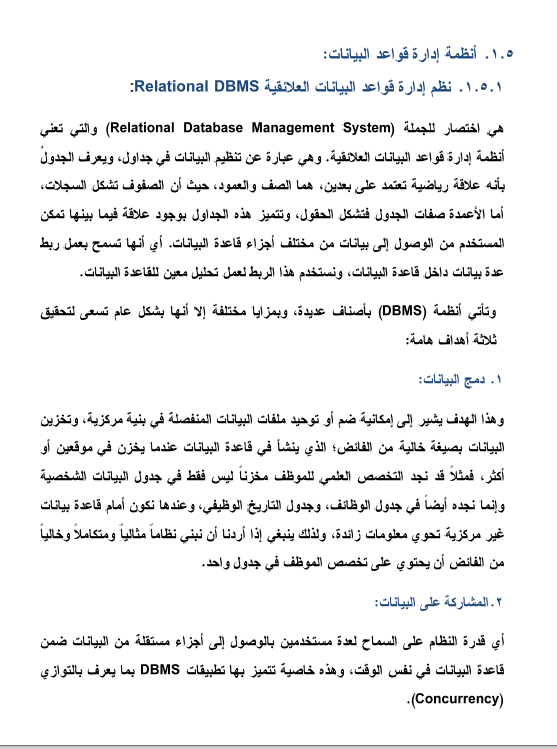 ١.٥. أنظمة إدارة قواعد البيانات:
١.٥.١. نظم إدارة قواعد البيانات العلائقية Relational DBMS:
هي اختصار للجملة (Relational Database Management System) والتي تعني
أنظمة إدارة قواعد البيانات العلائقية. وهي عبارة عن تنظيم البيانات في جداول، ويعرف الجدولُ
بأنه علاقة رياضية تعتمد على بعدين، هما الصف والعمود، حيث أن الصفوف تشكل السجلات،
أما الأعمدة صفات الجدول فتشكل الحقول، وتتميز هذه الجداول بوجود علاقة فيما بينها تمكن
المستخدم من الوصول إلى بيانات من مختلف أجزاء قاعدة البيانات. أي أنها تسمح بعمل ربط
عدة بيانات داخل قاعدة البيانات، ونستخدم هذا الربط لعمل تحليل معين للقاعدة البيانات.
وتأتي أنظمة (DBMS) بأصناف عديدة، وبمزايا مختلفة إلا أنها بشكل عام تسعى لتحقيق
ثلاثة أهداف هامة:
١. دمج البيانات:
وهذا الهدف يشير إلى إمكانية ضم أو توحيد ملفات البيانات المنفصلة في بنية مركزية، وتخزين
البيانات بصيغة خالية من الفائض؛ الذي ينشأ في قاعدة البيانات عندما يخزن في موقعين أو
أكثر، فمثلاً قد نجد التخصص العلمي للموظف مخزناً ليس فقط في جدول البيانات الشخصية
وإنما نجده أيضاً في جدول الوظائف، وجدول التاريخ الوظيفي، وعندها نكون أمام قاعدة بيانات
غير مركزية تحوي معلومات زائدة، ولذلك ينبغي إذا أردنا أن نبني نظاماً مثالياً ومتكاملاً وخالياً
من الفائض أن يحتوي على تخصص الموظف في جدول واحد.
٢.المشاركة على البيانات:
أي قدرة النظام على السماح لعدة مستخدمين بالوصول إلى أجزاء مستقلة من البيانات ضمن
قاعدة البيانات في نفس الوقت، وهذه خاصية تتميز بها تطبيقات DBMS بما يعرف بالتوازي
(Concurrency).